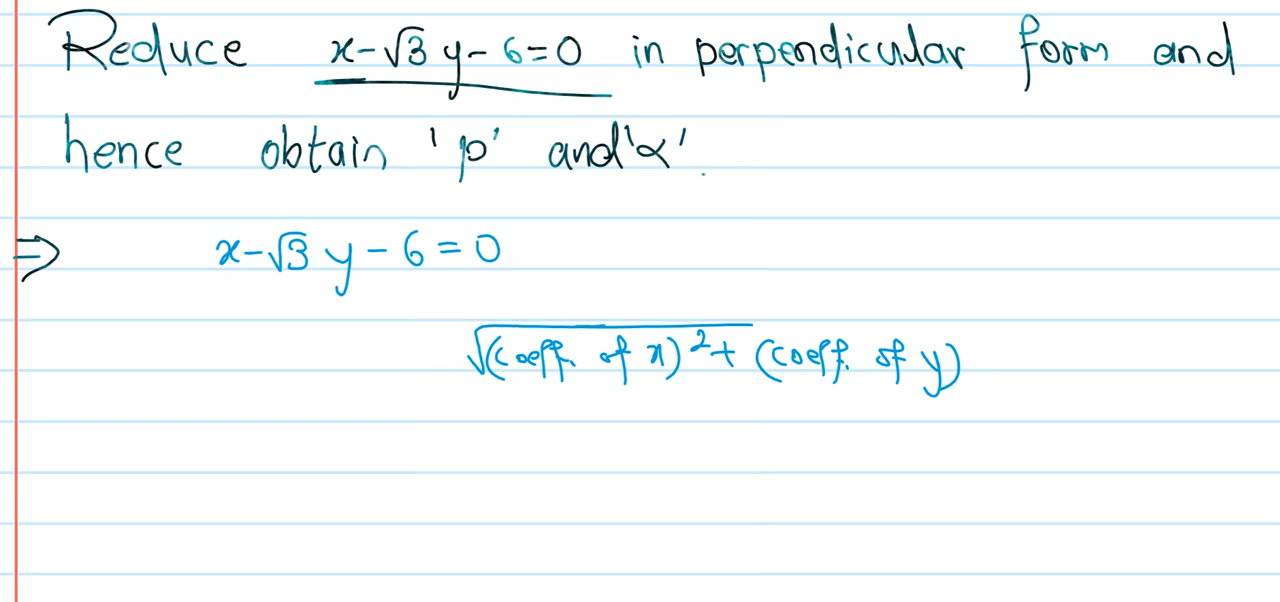 Reduce x-√3 y-6=0 in perpendicular form and
hence obtain 'p' and 'α'.
⇒ x-√3 y-6=0
√(coeff. of x)²+ (coeff. of y)